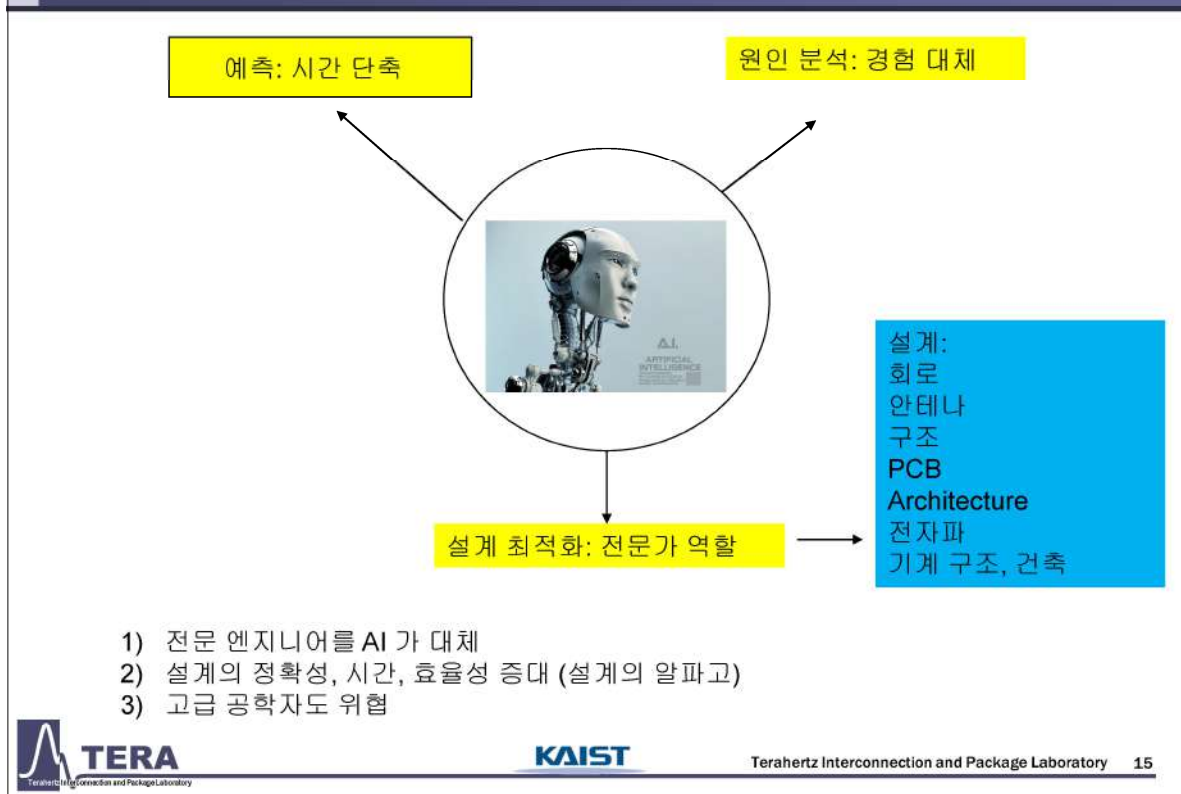 예측: 시간 단축
원인 분석: 경험 대체
A.I.
ARTIFICIAL
INTELLIGENCE
설계:
회로
안테나
구조
PCB
Architecture
전자파
기계 구조, 건축
설계 최적화: 전문가 역할
1) 전문 엔지니어를 AI 가 대체
2) 설계의 정확성, 시간, 효율성 증대 (설계의 알파고)
3) 고급 공학자도 위협
TERA
Terahertz Interconnection and Package Laboratory
KAIST
Terahertz Interconnection and Package Laboratory 15